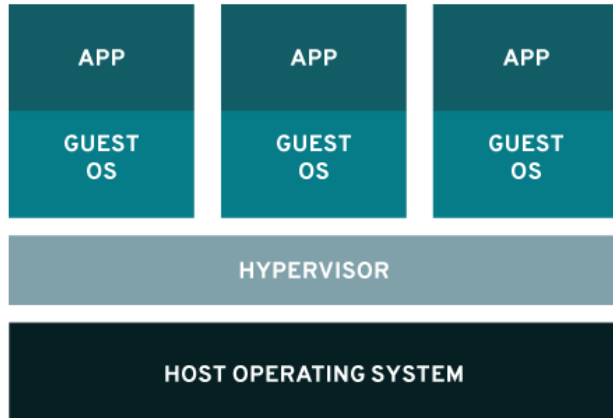 APP
APP
APP
GUEST
OS
GUEST
OS
GUEST
OS
HYPERVISOR
HOST OPERATING SYSTEM